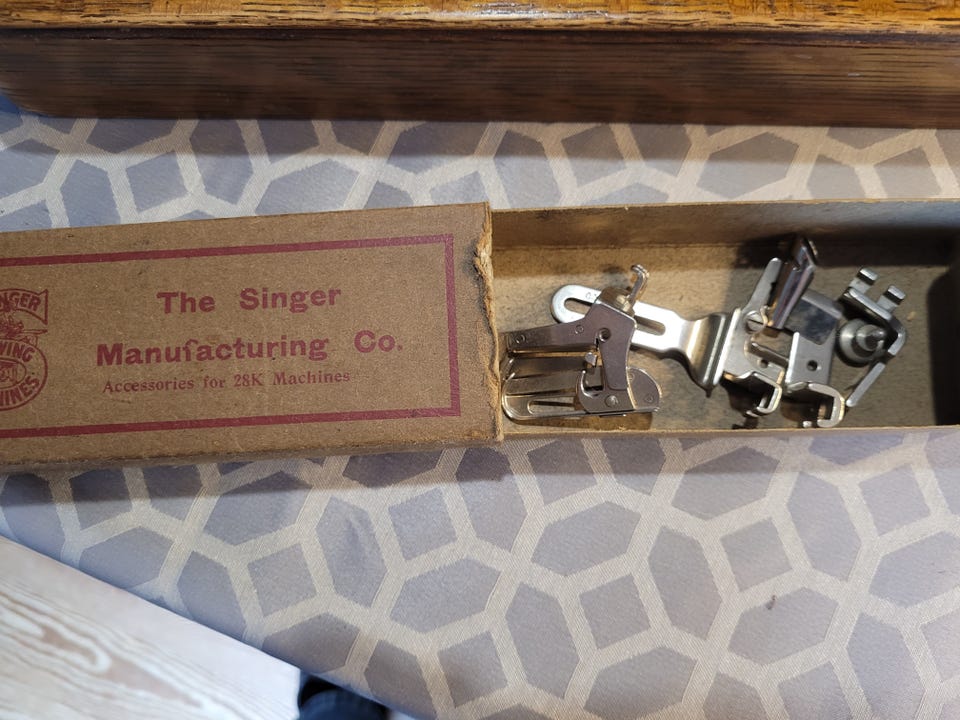 The Singer
Manufacturing Co.
Accessories for 28K Machines